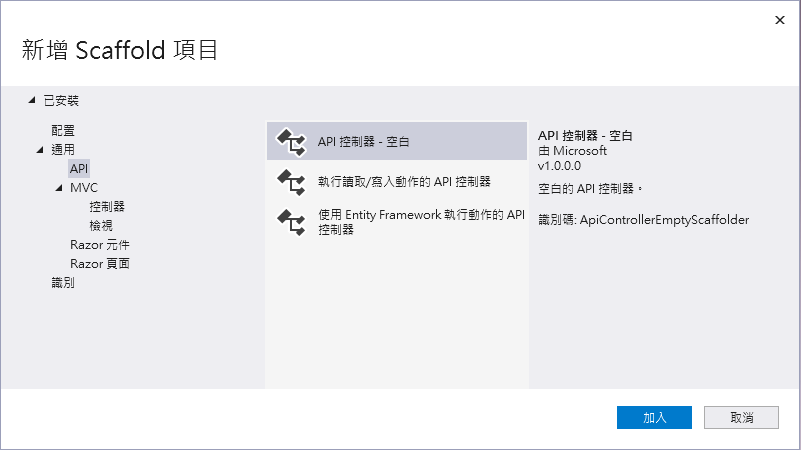 新增 Scaffold 項目
已安裝
配置
通用
API
MVC
控制器
檢視
Razor 元件
Razor 頁面
識別
API 控制器 - 空白
執行讀取/寫入動作的 API 控制器
使用 Entity Framework 執行動作的 API
控制器
API 控制器 - 空白
由 Microsoft
v1.0.0.0
空白的 API 控制器。
識別碼: ApiControllerEmptyScaffolder
加入
取消